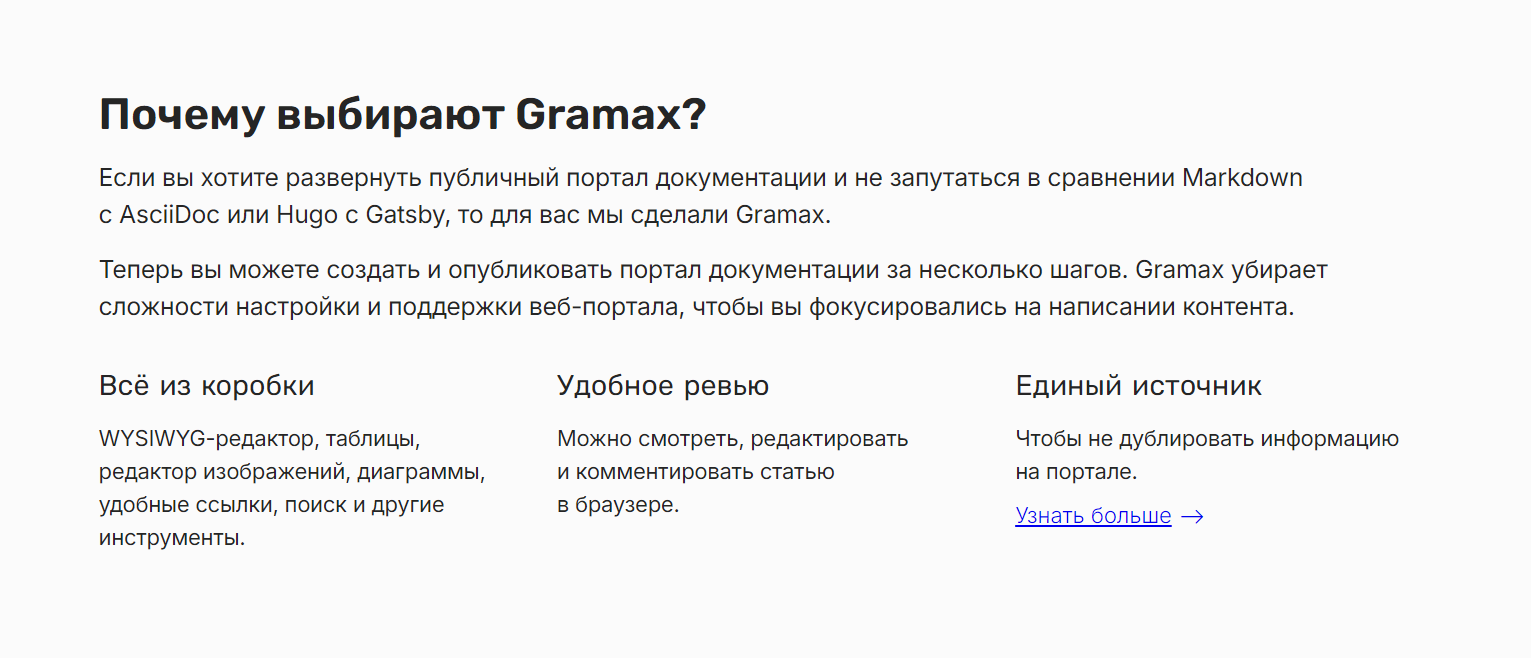 Почему выбирают Gramax?
Если вы хотите развернуть публичный портал документации и не запутаться в сравнении Markdown
с AsciiDoc или Hugo с Gatsby, то для вас мы сделали Gramax.
Теперь вы можете создать и опубликовать портал документации за несколько шагов. Gramax убирает
сложности настройки и поддержки веб-портала, чтобы вы фокусировались на написании контента.
Всё из коробки
WYSIWYG-редактор, таблицы,
редактор изображений, диаграммы,
удобные ссылки, поиск и другие
инструменты.
Удобное ревью
Можно смотреть, редактировать
и комментировать статью
в браузере.
Единый источник
Чтобы не дублировать информацию
на портале.
Узнать больше →